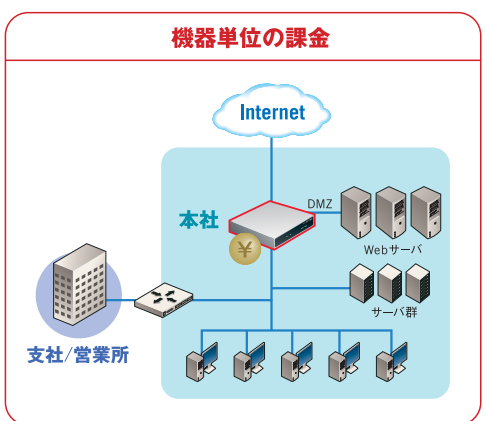 機器単位の課金
Internet
本社
DMZ
¥
Webサーバ
サーバ群
支社/営業所